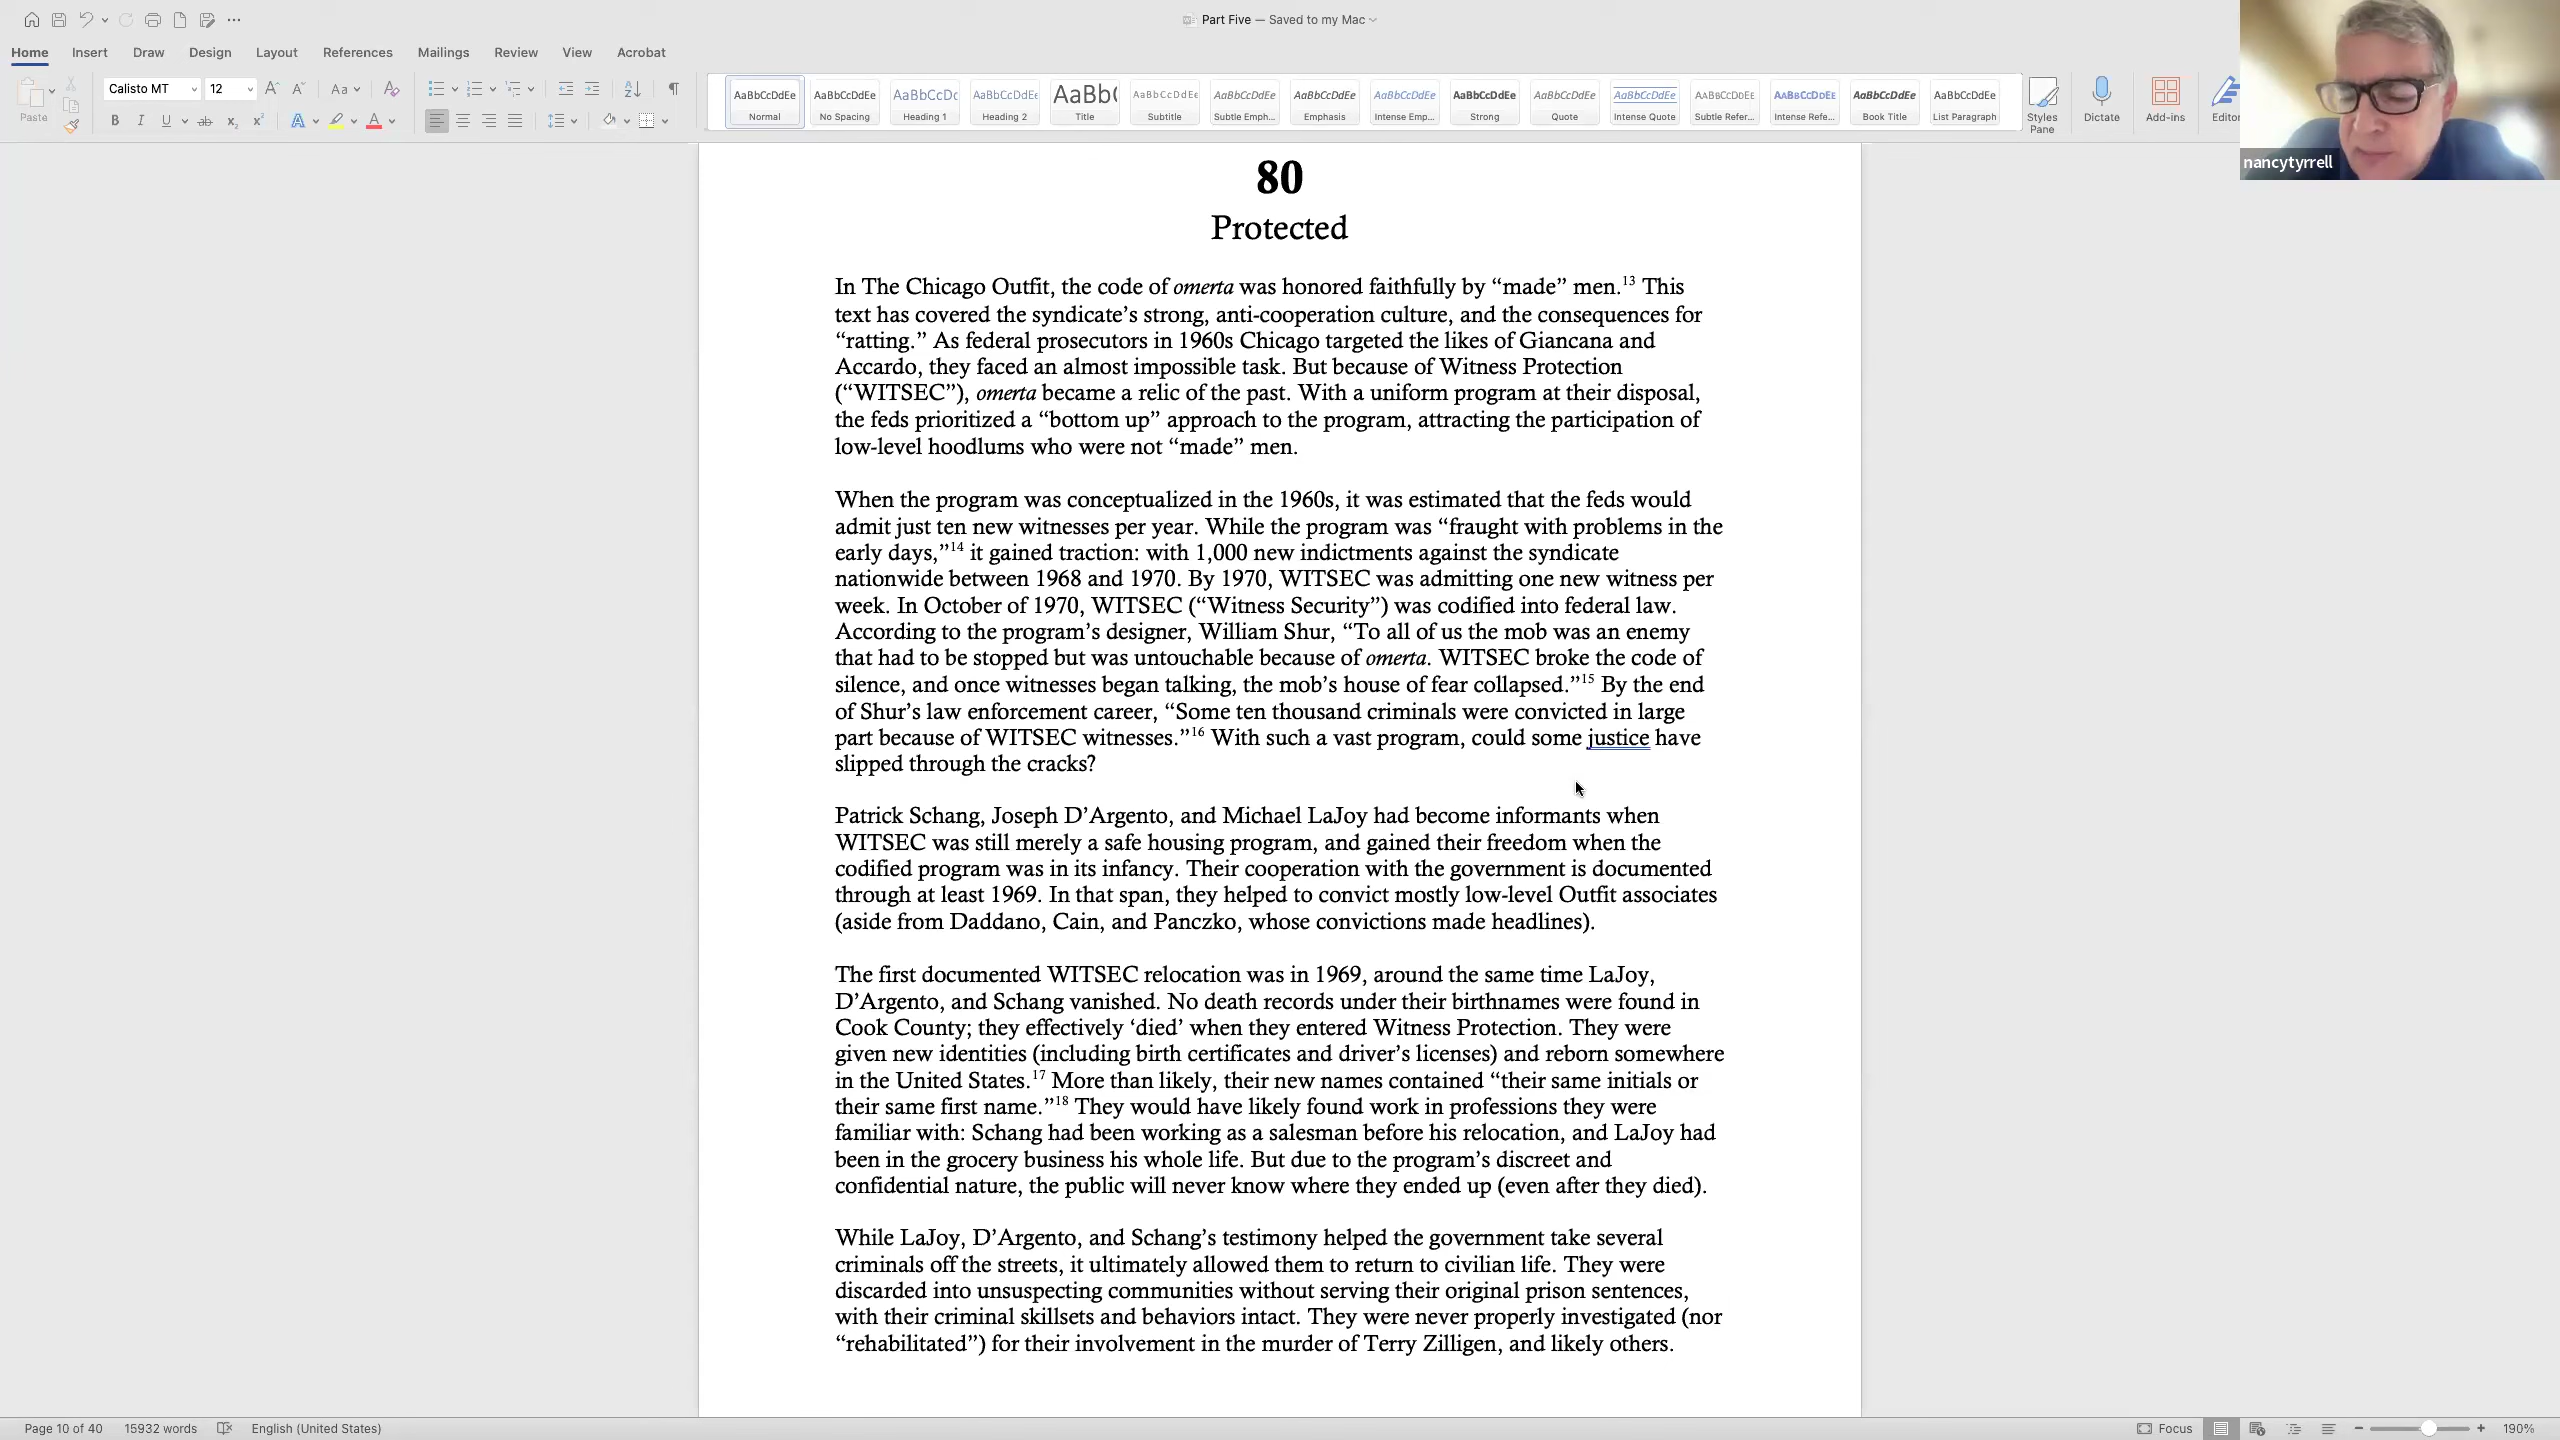 Part Five — Saved to my Mac
Home Insert Draw Design Layout References Mailings Review View Acrobat
Paste
Calisto MT 12
AaBbCcDdEe Normal
AaBbCcDdEe No Spacing
AaBbCcDc Heading 1
AaBbCcDdEe Heading 2
AaBb( Title
AaBbCcDdEe Subtitle
AaBbCcDdEe Subtle Emph...
AaBbCcDdEe Emphasis
AaBbCcDdEe Intense Emp...
AaBbCcDdEe Strong
AaBbCcDdEe Quote
AaBbCcDdEe Intense Quote
AaBbCcDdEe Subtle Refer...
AaBbCcDdEe Intense Refe...
AaBbCcDdEe Book Title
AaBbCcDdEe List Paragraph
Styles Pane
Dictate
Add-ins
Editor
nancytyrrell
80
Protected
In The Chicago Outfit, the code of omerta was honored faithfully by “made” men.13 This
text has covered the syndicate’s strong, anti-cooperation culture, and the consequences for
“ratting.” As federal prosecutors in 1960s Chicago targeted the likes of Giancana and
Accardo, they faced an almost impossible task. But because of Witness Protection
(“WITSEC”), omerta became a relic of the past. With a uniform program at their disposal,
the feds prioritized a “bottom up” approach to the program, attracting the participation of
low-level hoodlums who were not “made” men.
When the program was conceptualized in the 1960s, it was estimated that the feds would
admit just ten new witnesses per year. While the program was “fraught with problems in the
early days,”14 it gained traction: with 1,000 new indictments against the syndicate
nationwide between 1968 and 1970. By 1970, WITSEC was admitting one new witness per
week. In October of 1970, WITSEC (“Witness Security”) was codified into federal law.
According to the program’s designer, William Shur, “To all of us the mob was an enemy
that had to be stopped but was untouchable because of omerta. WITSEC broke the code of
silence, and once witnesses began talking, the mob’s house of fear collapsed.”15 By the end
of Shur’s law enforcement career, “Some ten thousand criminals were convicted in large
part because of WITSEC witnesses.”16 With such a vast program, could some justice have
slipped through the cracks?
Patrick Schang, Joseph D’Argento, and Michael LaJoy had become informants when
WITSEC was still merely a safe housing program, and gained their freedom when the
codified program was in its infancy. Their cooperation with the government is documented
through at least 1969. In that span, they helped to convict mostly low-level Outfit associates
(aside from Daddano, Cain, and Panczko, whose convictions made headlines).
The first documented WITSEC relocation was in 1969, around the same time LaJoy,
D’Argento, and Schang vanished. No death records under their birthnames were found in
Cook County; they effectively ‘died’ when they entered Witness Protection. They were
given new identities (including birth certificates and driver’s licenses) and reborn somewhere
in the United States.17 More than likely, their new names contained “their same initials or
their same first name.”18 They would have likely found work in professions they were
familiar with: Schang had been working as a salesman before his relocation, and LaJoy had
been in the grocery business his whole life. But due to the program’s discreet and
confidential nature, the public will never know where they ended up (even after they died).
While LaJoy, D’Argento, and Schang’s testimony helped the government take several
criminals off the streets, it ultimately allowed them to return to civilian life. They were
discarded into unsuspecting communities without serving their original prison sentences,
with their criminal skillsets and behaviors intact. They were never properly investigated (nor
“rehabilitated”) for their involvement in the murder of Terry Zilligen, and likely others.
Page 10 of 40 15932 words English (United States) Focus 190%